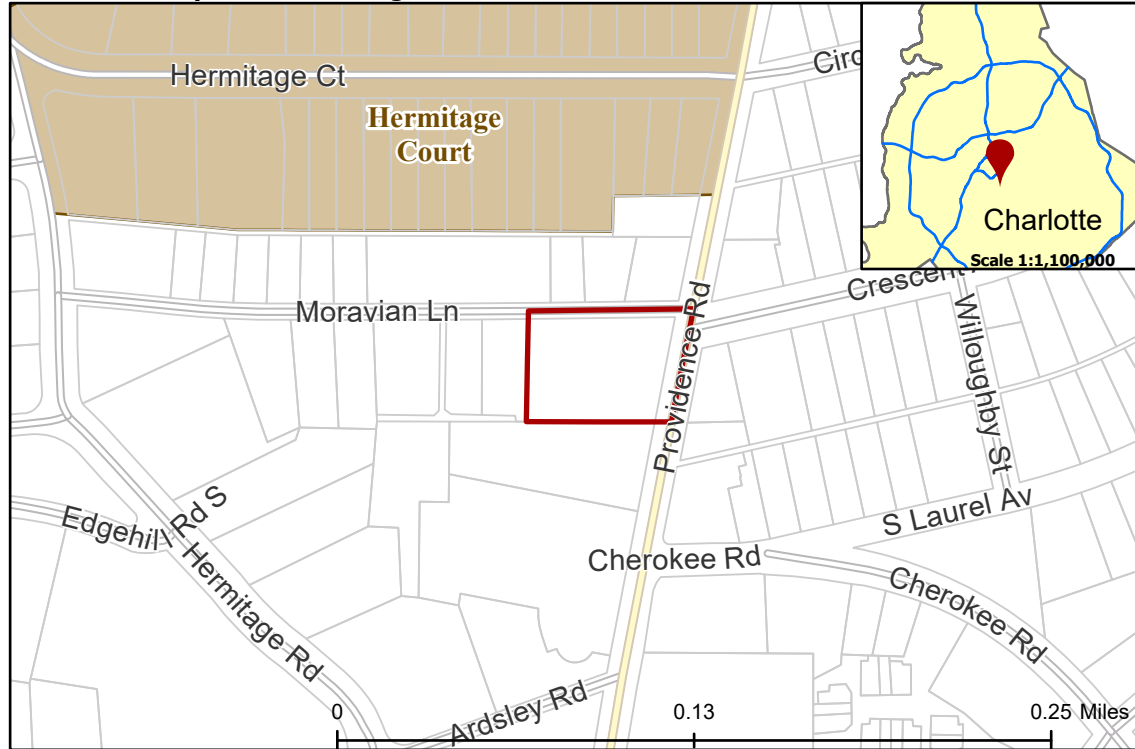 Hermitage Ct
Circ
Hermitage
Court
Charlotte
Scale 1:1,100,000
Crescent
Moravian Ln
Providence Rd
Willoughby St
Edgehill Rd S
S Laurel Av
Hermitage Rd
Cherokee Rd
Cherokee Rd
Ardsley Rd
0
0.13
0.25 Miles